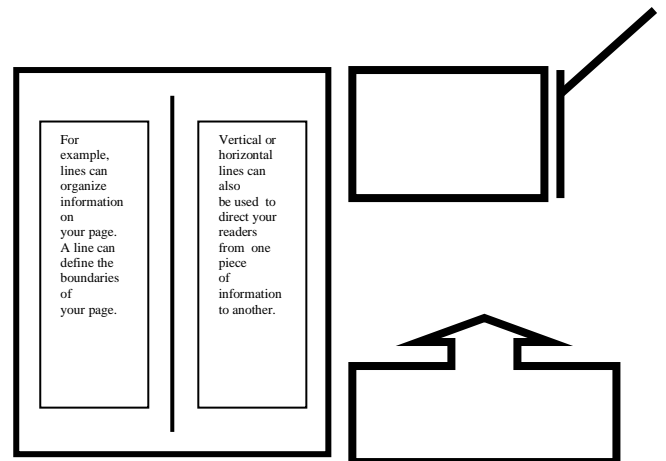 For
example,
lines can
organize
information
on
your page.
A line can
define the
boundaries
of
your page.
Vertical or
horizontal
lines can
also
be used  to
direct your
readers
from  one
piece
of
information
to another.